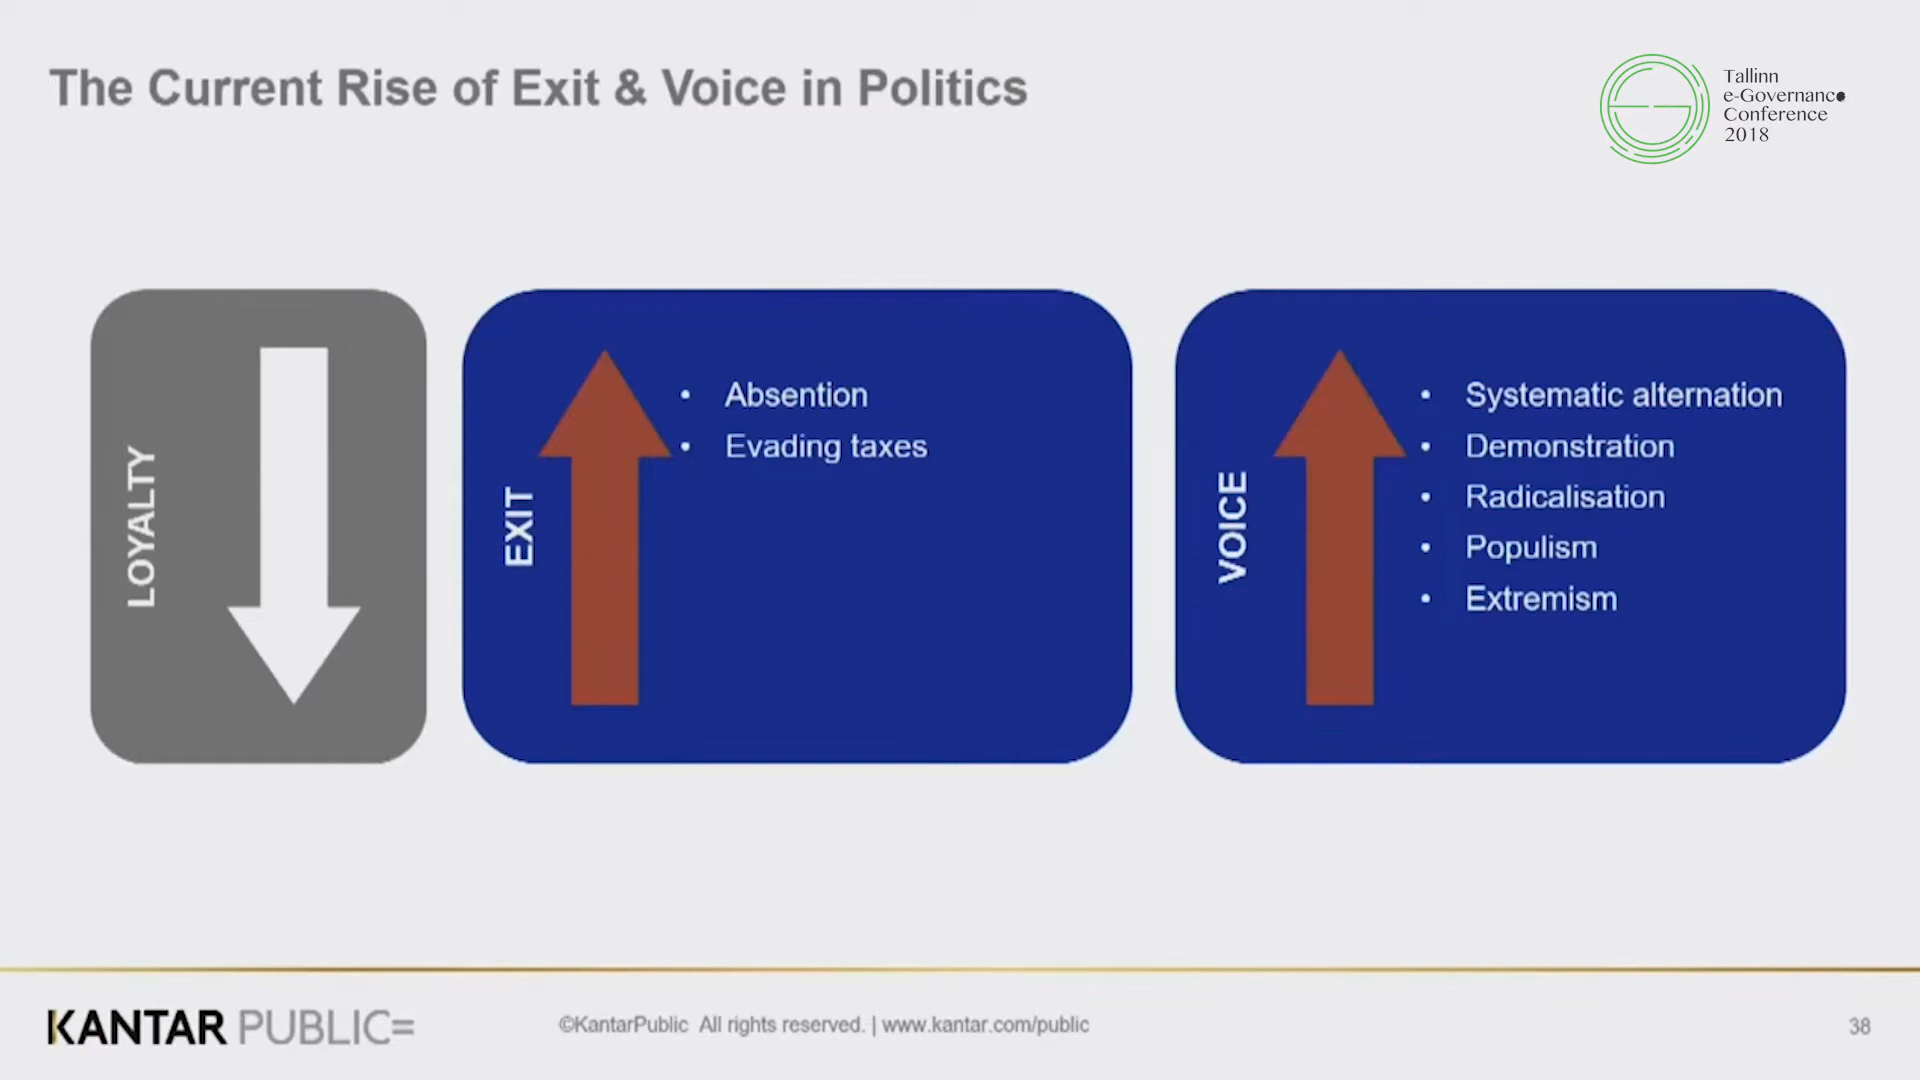 The Current Rise of Exit & Voice in Politics
Tallinn
e-Governance
Conference
2018
LOYALTY
EXIT
• Absention
• Evading taxes
VOICE
• Systematic alternation
• Demonstration
• Radicalisation
• Populism
• Extremism
KANTAR PUBLIC=
©KantarPublic All rights reserved. | www.kantar.com/public
38